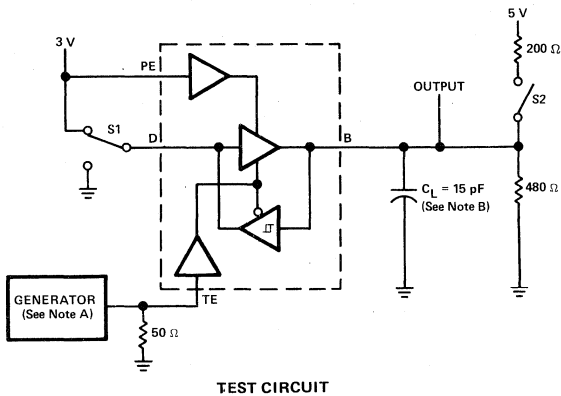 5 V
3 V
200 Ω
PE
OUTPUT
S1
S2
D
B
CL = 15 pF
(See Note B)
480 Ω
GENERATOR
(See Note A)
TE
50 Ω
TEST CIRCUIT